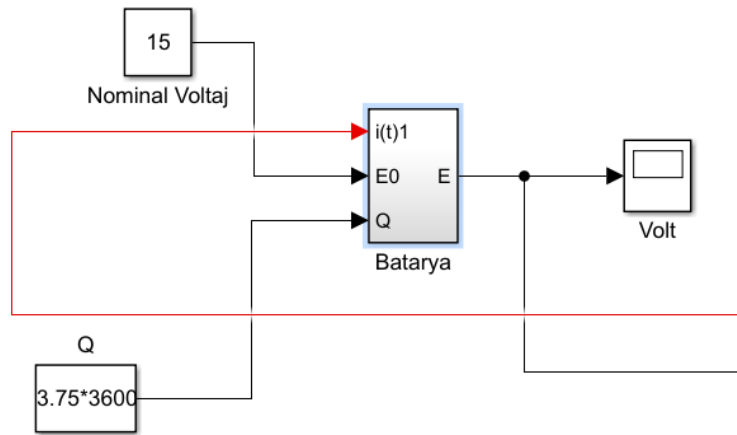 15
Nominal Voltaj
i(t)1
E0
E
Q
Batarya
Volt
Q
3.75*3600